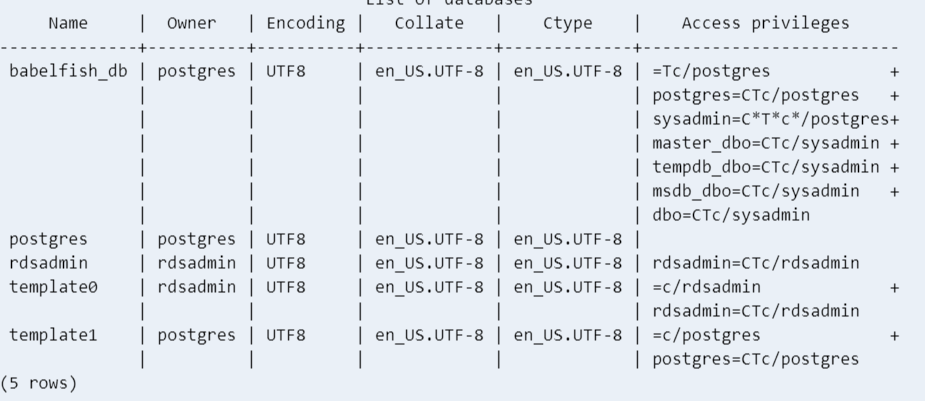 List of databases
Name | Owner | Encoding | Collate | Ctype | Access privileges
--------------+----------+----------+-------------+-------------+-------------------------
babelfish_db | postgres | UTF8 | en_US.UTF-8 | en_US.UTF-8 | =Tc/postgres +
| | | | | postgres=CTc/postgres +
| | | | | sysadmin=C*T*c*/postgres+
| | | | | master_dbo=CTc/sysadmin +
| | | | | tempdb_dbo=CTc/sysadmin +
| | | | | msdb_dbo=CTc/sysadmin +
| | | | | dbo=CTc/sysadmin
postgres | postgres | UTF8 | en_US.UTF-8 | en_US.UTF-8 |
rdsadmin | rdsadmin | UTF8 | en_US.UTF-8 | en_US.UTF-8 | rdsadmin=CTc/rdsadmin
template0 | rdsadmin | UTF8 | en_US.UTF-8 | en_US.UTF-8 | =c/rdsadmin +
| | | | | rdsadmin=CTc/rdsadmin
template1 | postgres | UTF8 | en_US.UTF-8 | en_US.UTF-8 | =c/postgres +
| | | | | postgres=CTc/postgres
(5 rows)